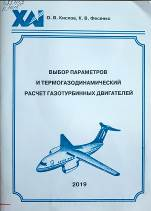 ХАІ
О. В. Кислов, К. В. Фесенко
ВЫБОР ПАРАМЕТРОВ
И ТЕРМОГАЗОДИНАМИЧЕСКИЙ
РАСЧЕТ ГАЗОТУРБИННЫХ ДВИГАТЕЛЕЙ
2019